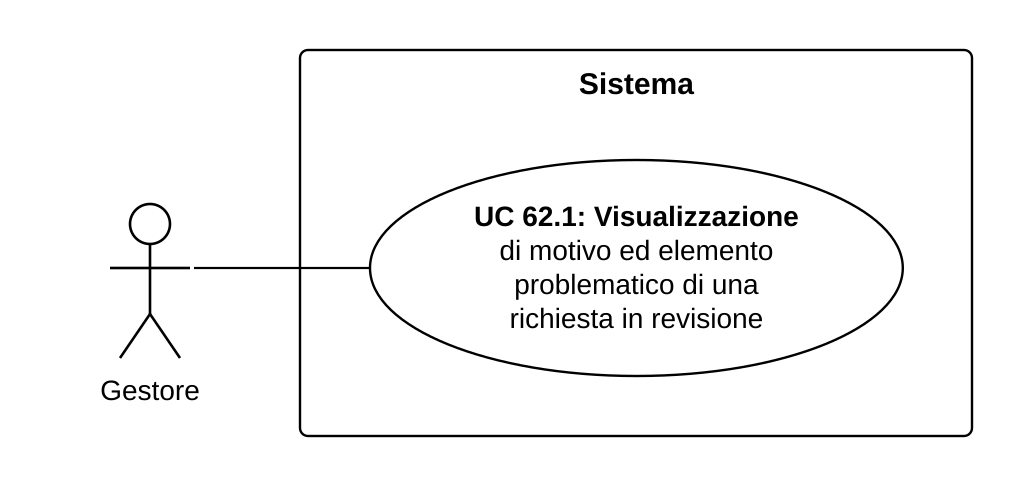 Sistema
UC 62.1: Visualizzazione
di motivo ed elemento
problematico di una
richiesta in revisione
Gestore